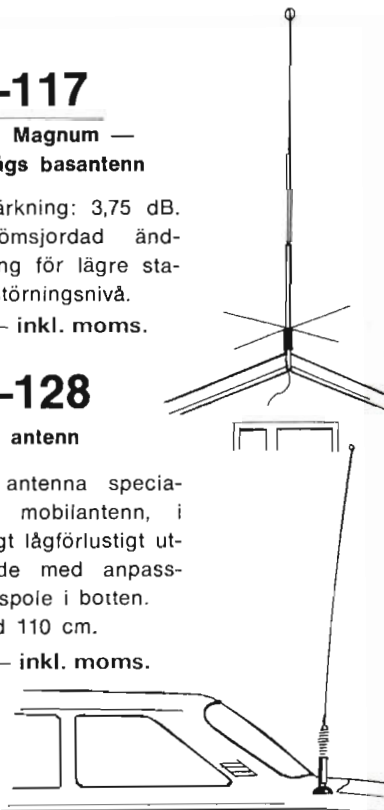 -117
Magnum —
ägs basantenn
ärkning: 3,75 dB.
ömsjordad änd-
ng för lägre sta-
törningsnivå.
– inkl. moms.
-128
antenn
antenna specia-
mobilantenn, i
gt lågförlustigt ut-
de med anpass-
spole i botten.
d 110 cm.
– inkl. moms.